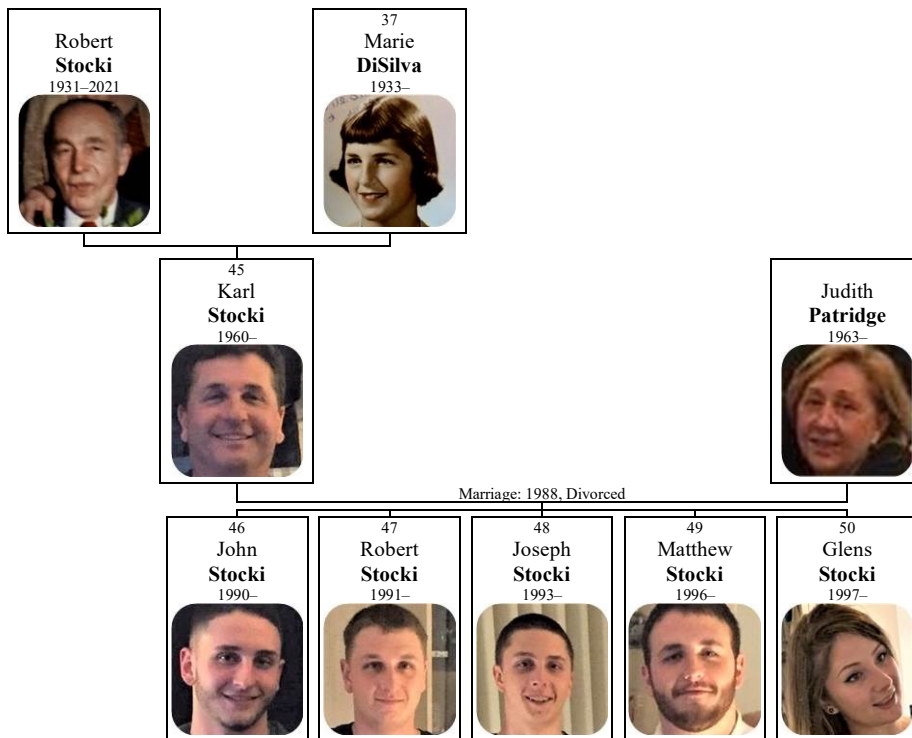 Robert
Stocki
1931–2021
37
Marie
DiSilva
1933–
45
Karl
Stocki
1960–
Judith
Patridge
1963–
Marriage: 1988, Divorced
46
John
Stocki
1990–
47
Robert
Stocki
1991–
48
Joseph
Stocki
1993–
49
Matthew
Stocki
1996–
50
Glens
Stocki
1997–